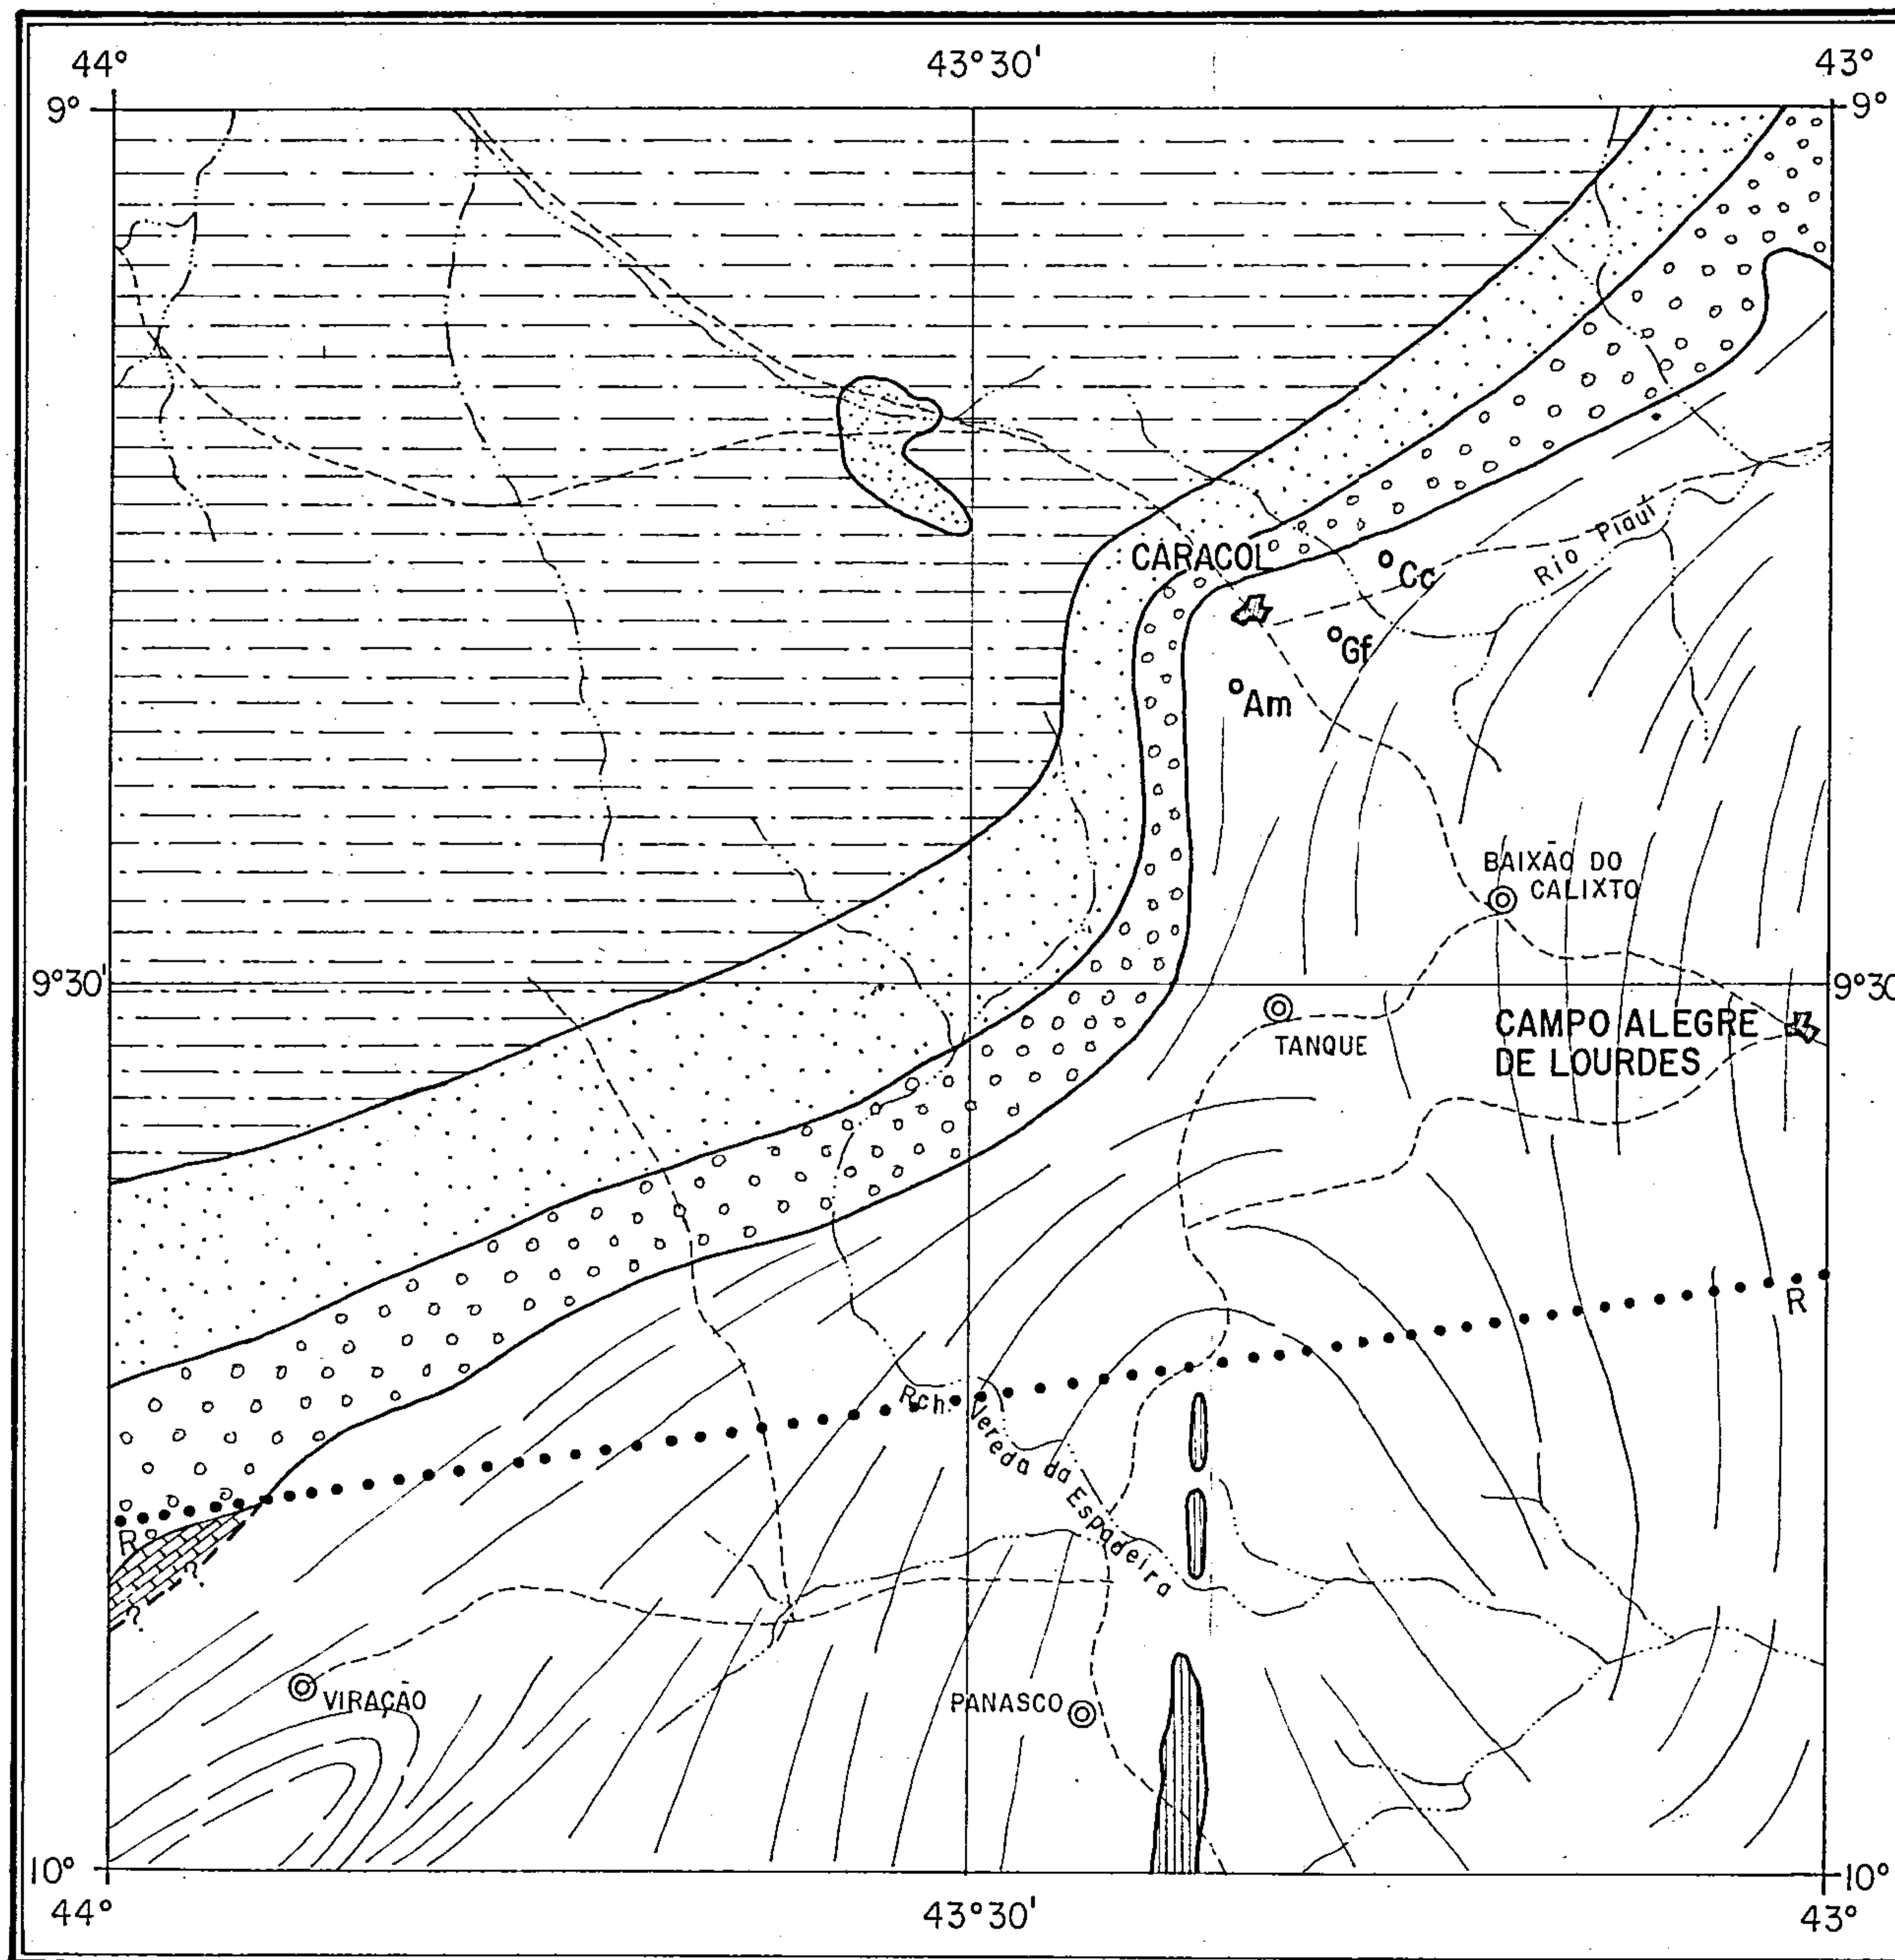 44°
43°30'
43°
9°
9°
CARACOL
Cc
Rio Piauí
Gf
Am
BAIXÃO DO
CALIXTO
9°30'
9°30
TANQUE
CAMPO ALEGRE
DE LOURDES
R
Rch. Vereda da Espadeira
R
?
?
VIRAÇÃO
PANASCO
10°
10°
44°
43°30'
43°